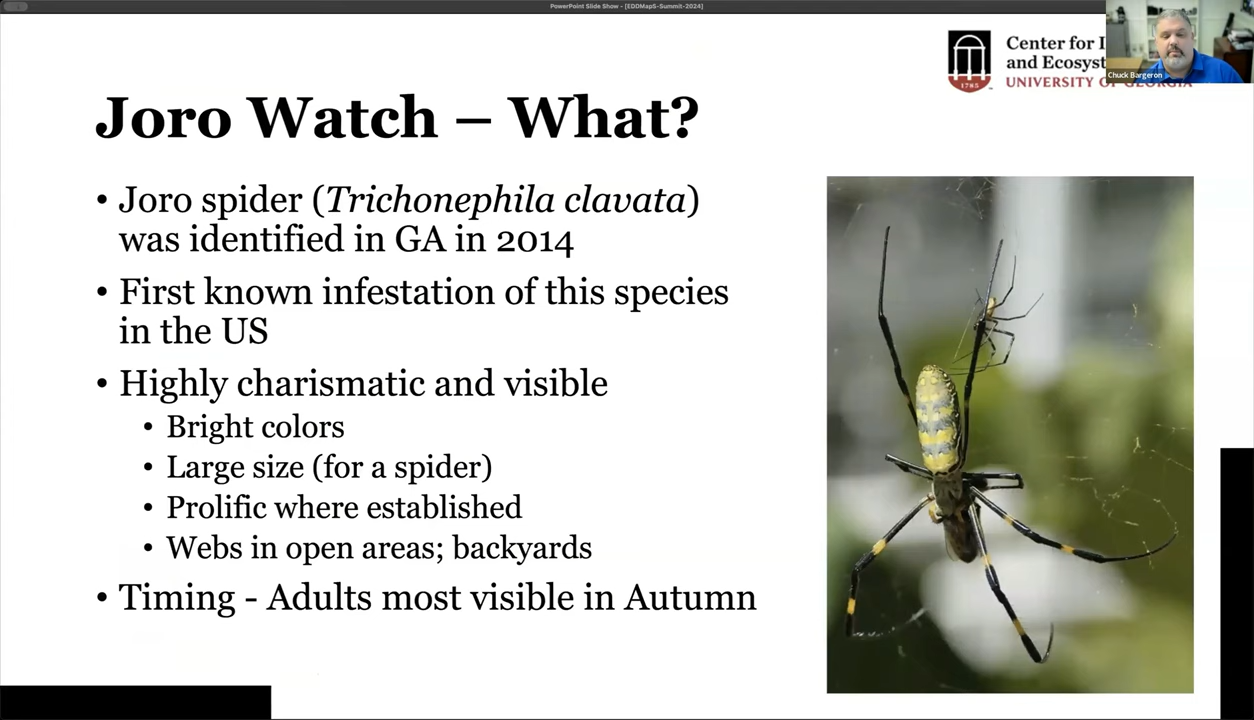 PowerPoint Slide Show - [EDDMapS-Summit-2024]
Center for I
and Ecosyst
UNIVERSITY OF GEORGIA
1785
Chuck Bargeron
Joro Watch – What?
• Joro spider (Trichonephila clavata)
was identified in GA in 2014
• First known infestation of this species
in the US
• Highly charismatic and visible
• Bright colors
• Large size (for a spider)
• Prolific where established
• Webs in open areas; backyards
• Timing - Adults most visible in Autumn